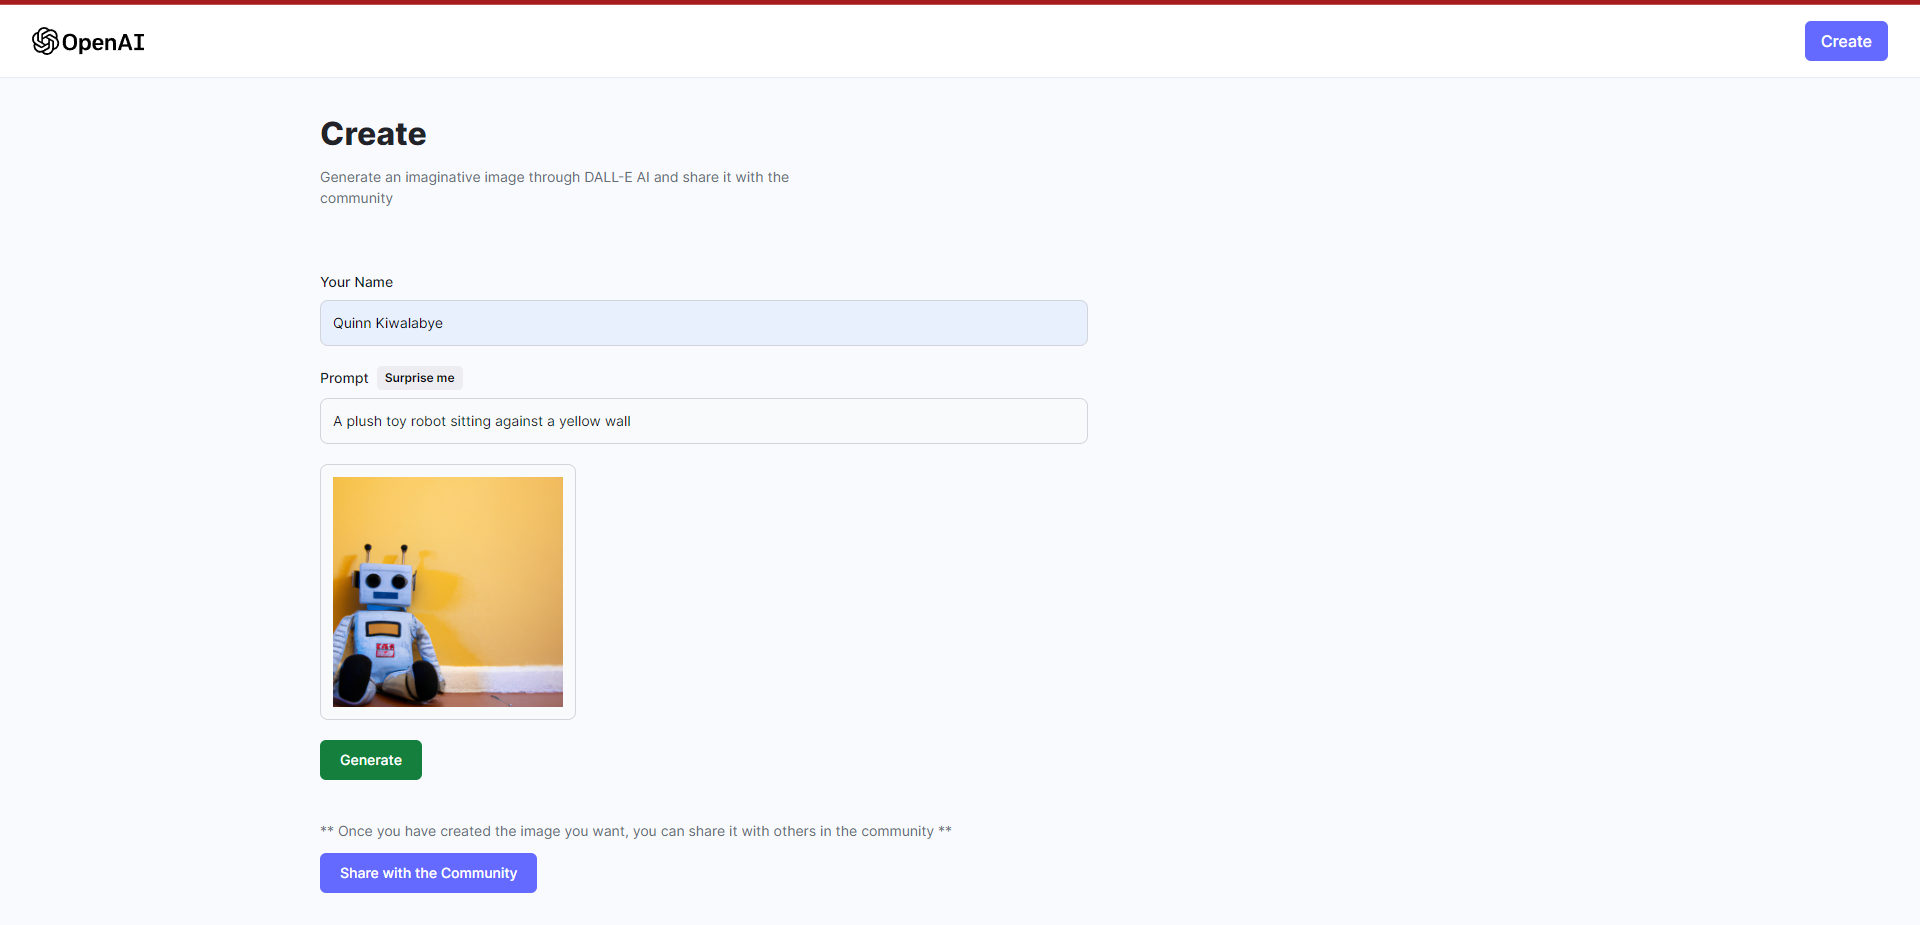 OpenAI
Create
Create
Generate an imaginative image through DALL-E AI and share it with the
community
Your Name
Quinn Kiwalabye
Prompt Surprise me
A plush toy robot sitting against a yellow wall
Generate
** Once you have created the image you want, you can share it with others in the community **
Share with the Community